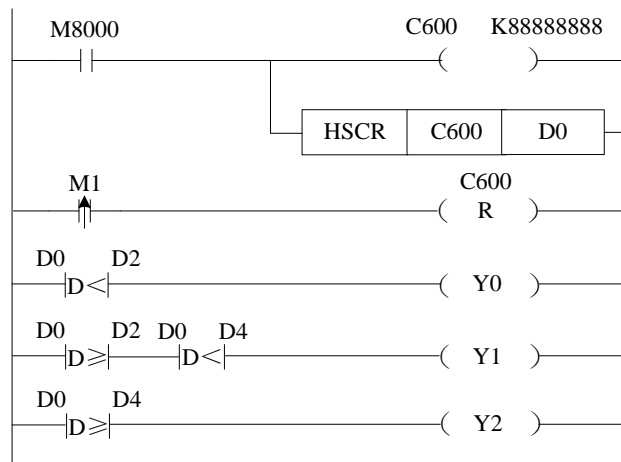 M8000 C600 K88888888
HSCR C600 D0
M1 C600
R
D0 D2
D< Y0
D0 D2 D0 D4
D≥ D< Y1
D0 D4
D≥ Y2